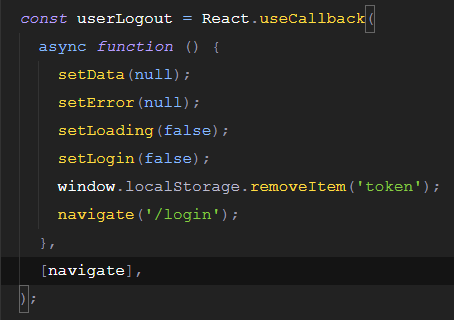 const userLogout = React.useCallback(
async function () {
setData(null);
setError(null);
setLoading(false);
setLogin(false);
window.localStorage.removeItem('token');
navigate('/login');
},
[navigate],
);